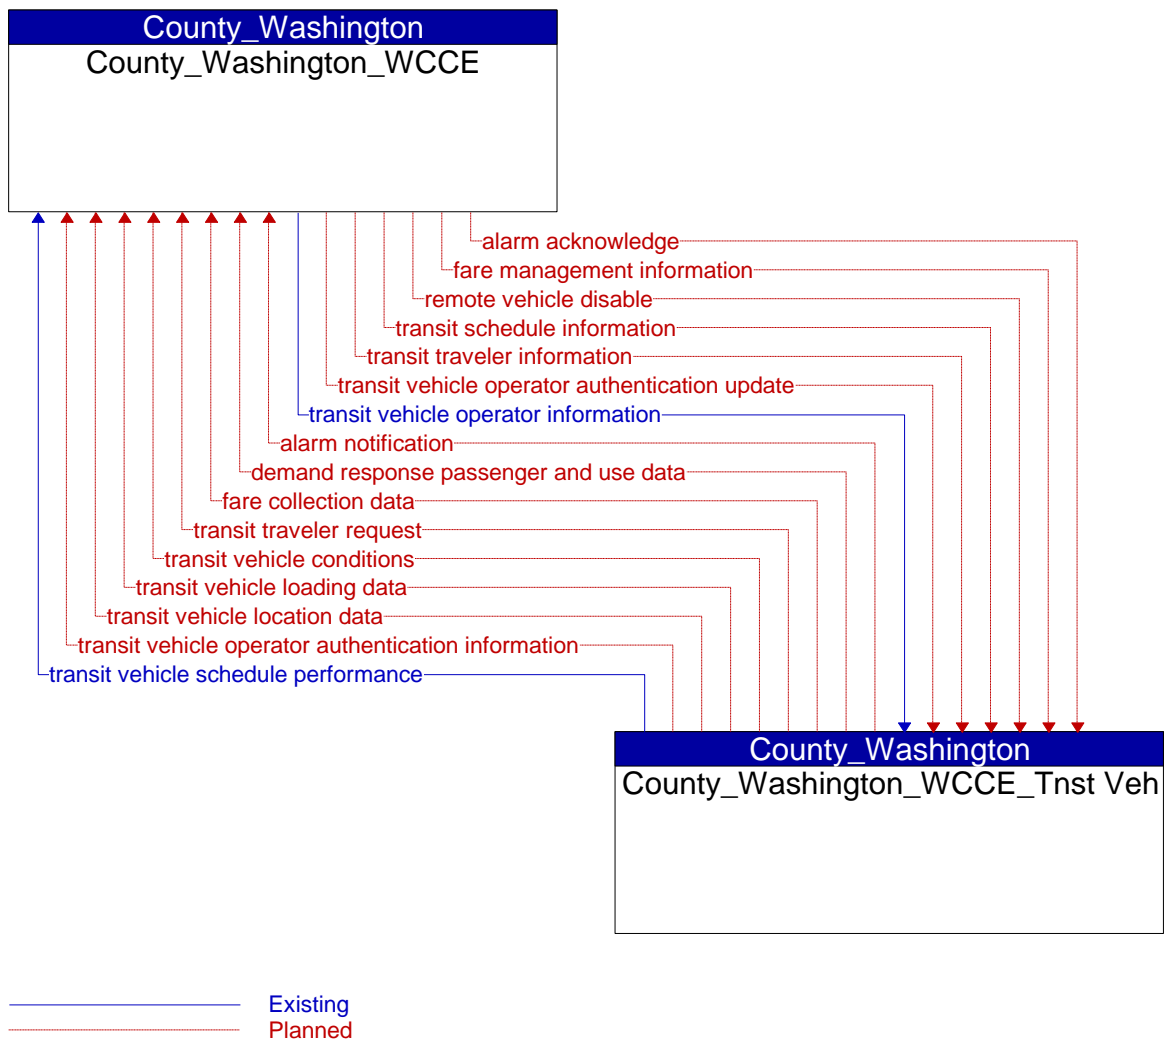 County_Washington
County_Washington_WCCE
alarm acknowledge
fare management information
remote vehicle disable
transit schedule information
transit traveler information
transit vehicle operator authentication update
transit vehicle operator information
alarm notification
demand response passenger and use data
fare collection data
transit traveler request
transit vehicle conditions
transit vehicle loading data
transit vehicle location data
transit vehicle operator authentication information
transit vehicle schedule performance
County_Washington
County_Washington_WCCE_Tnst Veh
Existing
Planned